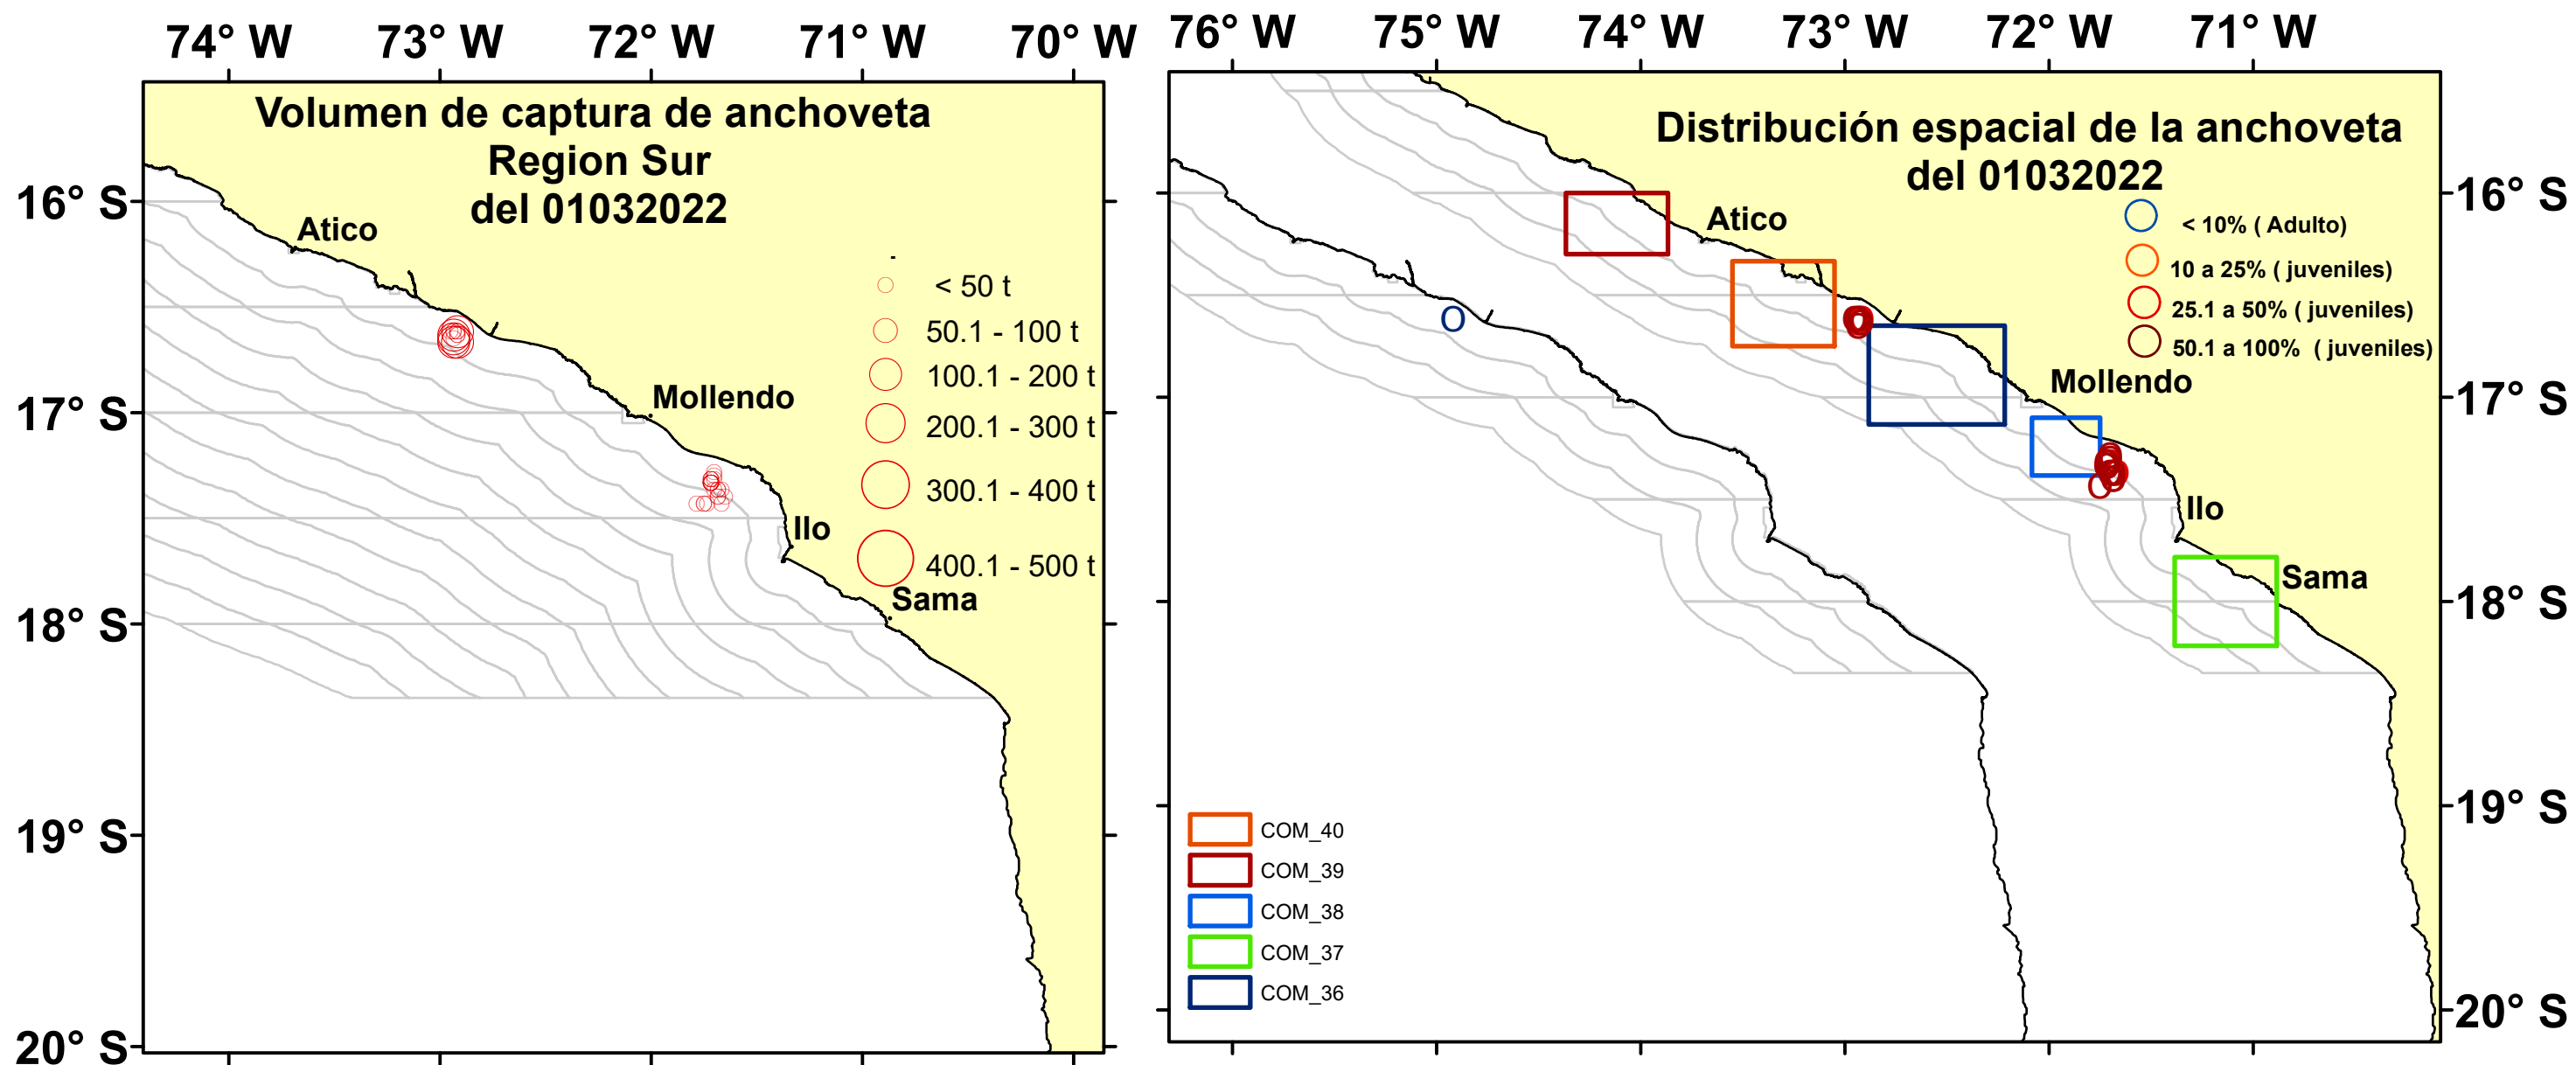 74° W 73° W 72° W 71° W 70° W
Volumen de captura de anchoveta
Region Sur
del 01032022
16° S
17° S
18° S
19° S
20° S
Atico
Mollendo
Ilo
Sama
-
< 50 t
50.1 - 100 t
100.1 - 200 t
200.1 - 300 t
300.1 - 400 t
400.1 - 500 t
76° W 75° W 74° W 73° W 72° W 71° W
Distribución espacial de la anchoveta
del 01032022
< 10% ( Adulto)
10 a 25% ( juveniles)
25.1 a 50% ( juveniles)
50.1 a 100% ( juveniles)
Atico
Mollendo
Ilo
Sama
16° S
17° S
18° S
19° S
20° S
COM_40
COM_39
COM_38
COM_37
COM_36